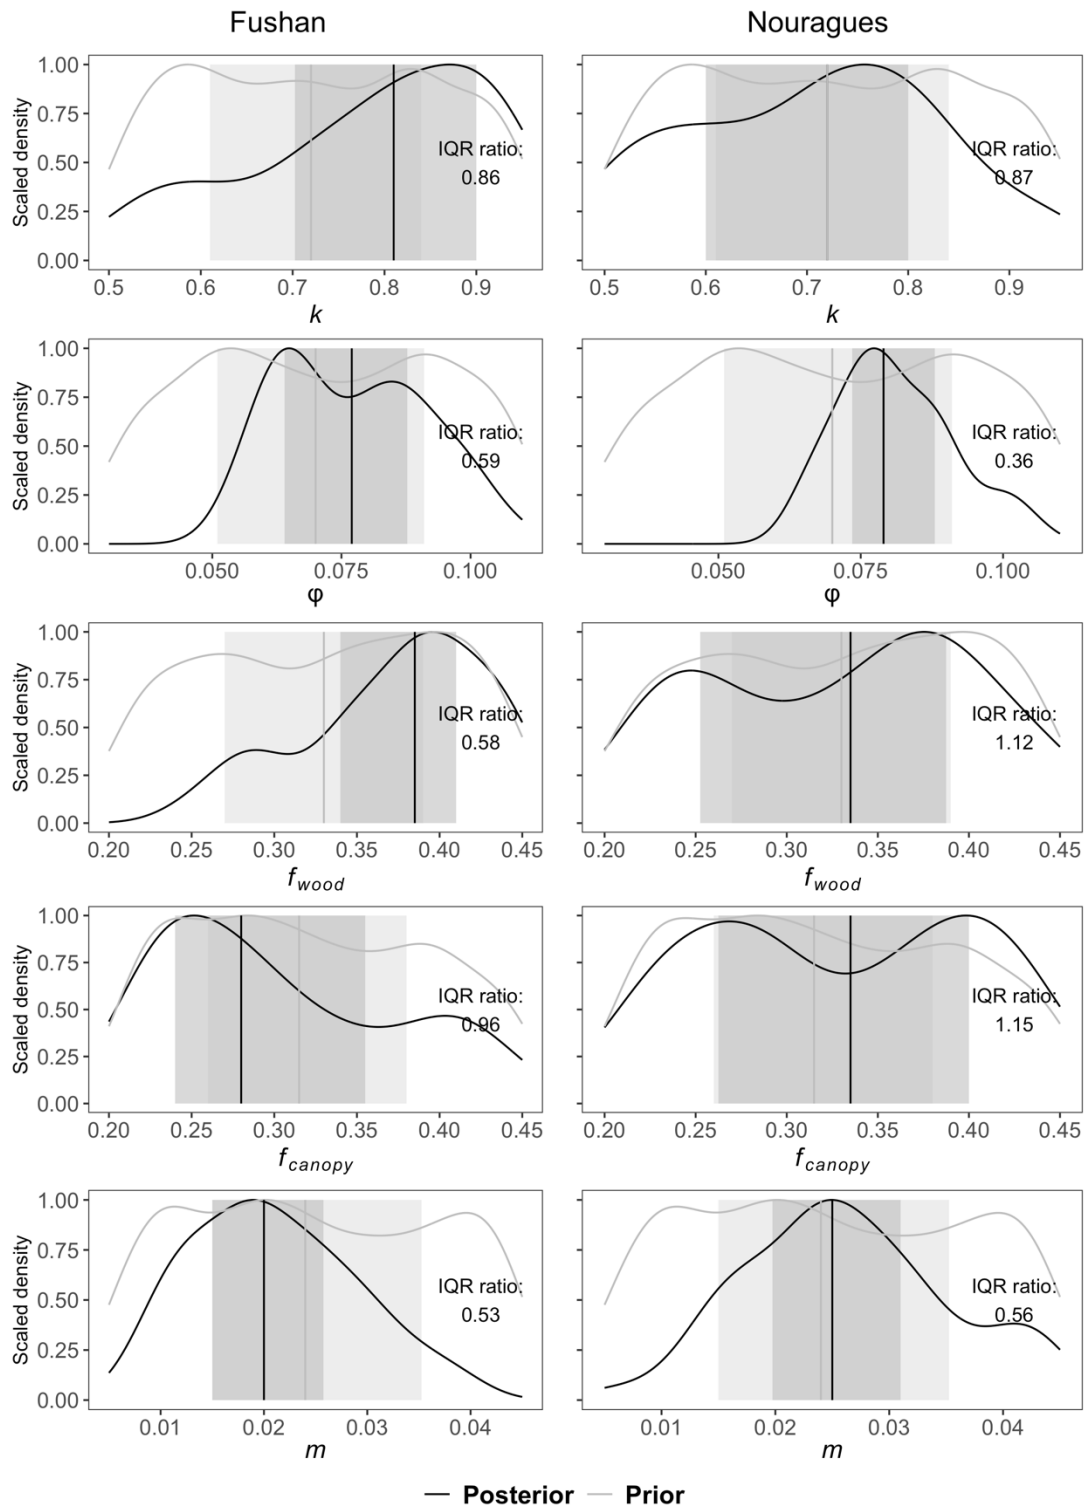 Fushan Nouragues
Scaled density
1.00
0.75
0.50
0.25
0.00
IQR ratio:
0.86
IQR ratio:
0.87
0.5 0.6 0.7 0.8 0.9
0.5 0.6 0.7 0.8 0.9
k k
Scaled density
1.00
0.75
0.50
0.25
0.00
IQR ratio:
0.59
IQR ratio:
0.36
0.050 0.075 0.100
0.050 0.075 0.100
φ φ
Scaled density
1.00
0.75
0.50
0.25
0.00
IQR ratio:
0.58
IQR ratio:
1.12
0.20 0.25 0.30 0.35 0.40 0.45
0.20 0.25 0.30 0.35 0.40 0.45
f wood f wood
Scaled density
1.00
0.75
0.50
0.25
0.00
IQR ratio:
0.96
IQR ratio:
1.15
0.20 0.25 0.30 0.35 0.40 0.45
0.20 0.25 0.30 0.35 0.40 0.45
f canopy f canopy
Scaled density
1.00
0.75
0.50
0.25
0.00
IQR ratio:
0.53
IQR ratio:
0.56
0.01 0.02 0.03 0.04
0.01 0.02 0.03 0.04
m m
Posterior Prior